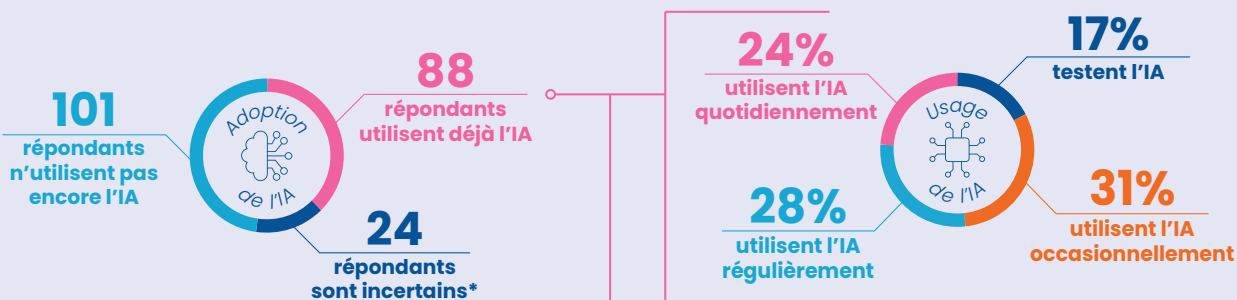 101
répondants
n’utilisent pas
encore l’IA
Adoption
de l’IA
88
répondants
utilisent déjà l’IA
24
répondants
sont incertains*
24%
utilisent l’IA
quotidiennement
17%
testent l’IA
Usage
de l’IA
28%
utilisent l’IA
régulièrement
31%
utilisent l’IA
occasionnellement